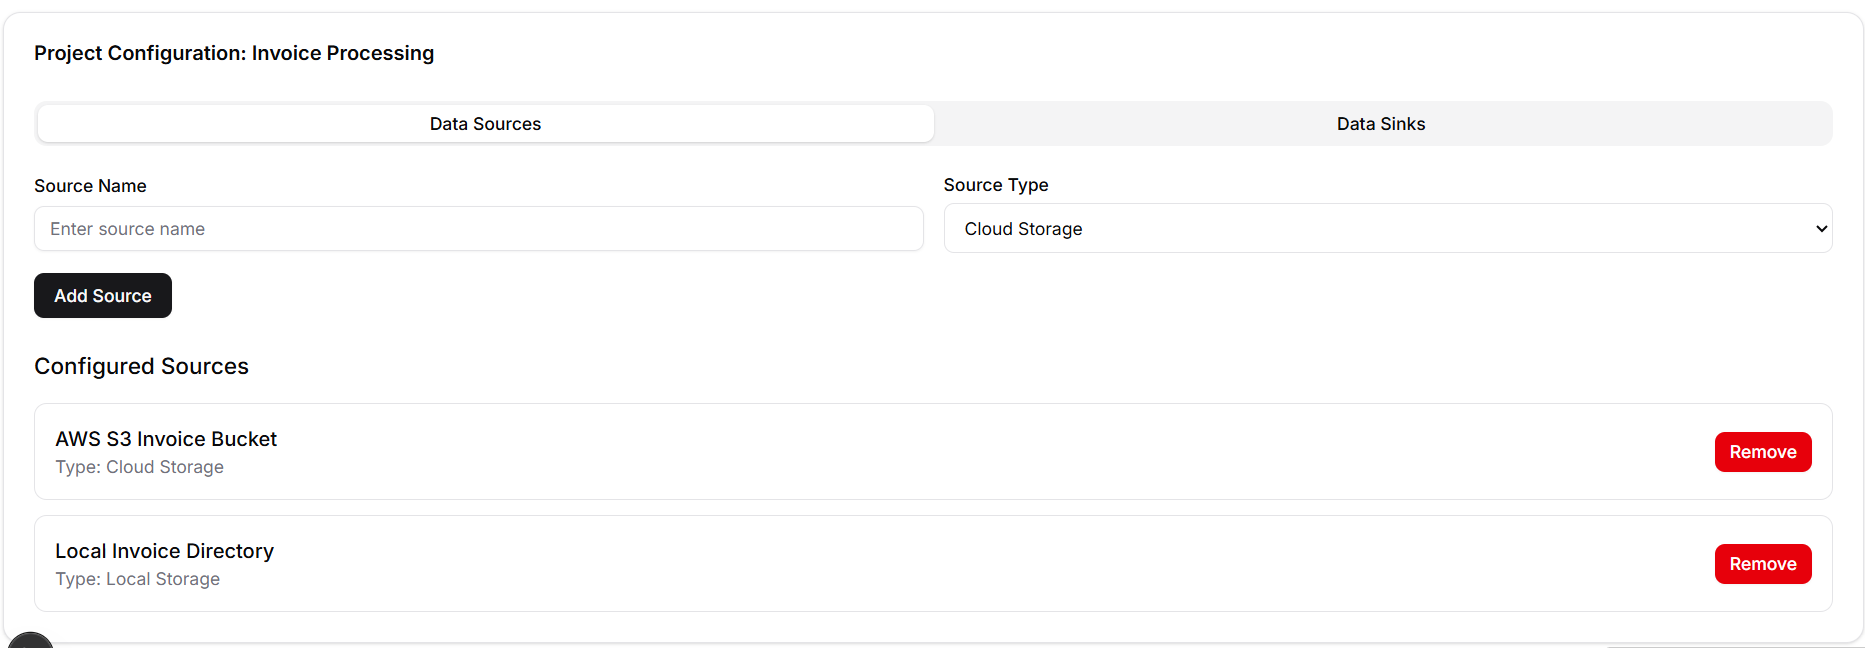 Project Configuration: Invoice Processing
Data Sources
Data Sinks
Source Name
Source Type
Enter source name
Cloud Storage
Add Source
Configured Sources
AWS S3 Invoice Bucket
Type: Cloud Storage
Remove
Local Invoice Directory
Type: Local Storage
Remove